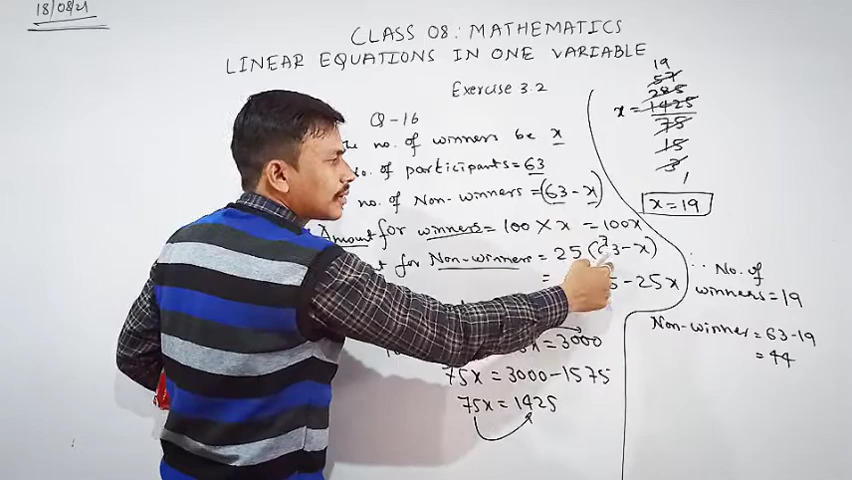 18/08/21
CLASS 08: MATHEMATICS
LINEAR EQUATIONS IN ONE VARIABLE
Exercise 3.2
Q-16
no. of winners be x
of participants = 63
no. of Non-winners = (63 - x)
Amount for winners = 100 X x = 100x
for Non-winners = 25 (63 - x)
= - 25x
= 3000
75x = 3000 - 1575
75x = 1425
19
57
285
x = 1425
75
15
3
1
x = 19
∴ No. of
winners = 19
Non-winner = 63-19
= 44